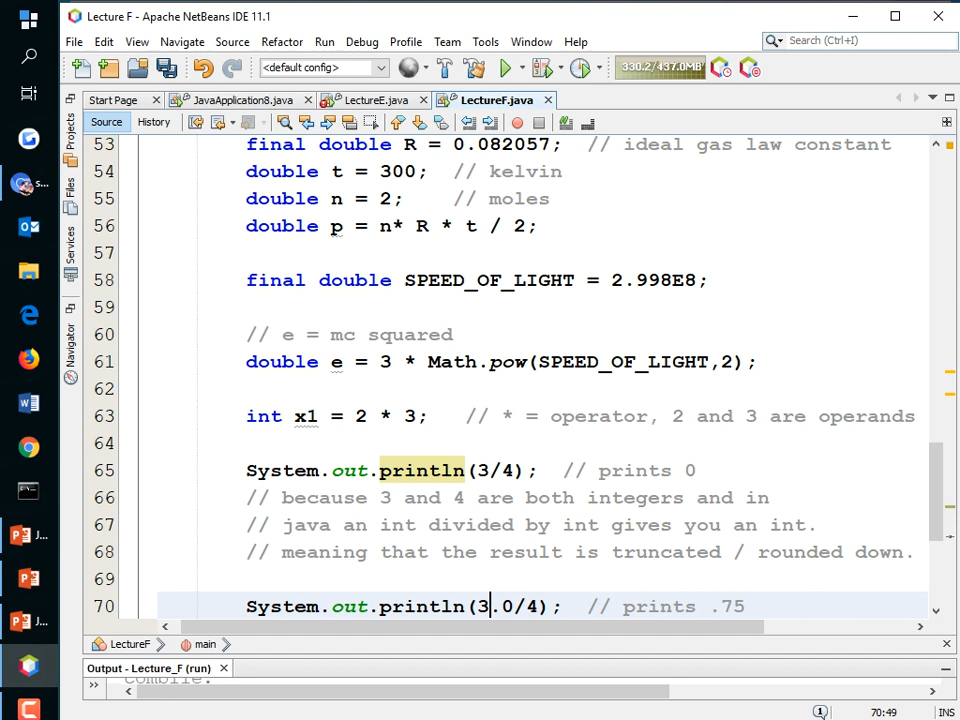 Lecture F - Apache NetBeans IDE 11.1
File Edit View Navigate Source Refactor Run Debug Profile Team Tools Window Help
Search (Ctrl+I)
<default config>
330.2/437.0MB
Start Page JavaApplication8.java LectureE.java LectureF.java
Source History
Projects
Files
Services
Navigator
s...
J...
J...
53 final double R = 0.082057; // ideal gas law constant
54 double t = 300; // kelvin
55 double n = 2; // moles
56 double p = n* R * t / 2;
57
58 final double SPEED_OF_LIGHT = 2.998E8;
59
60 // e = mc squared
61 double e = 3 * Math.pow(SPEED_OF_LIGHT,2);
62
63 int x1 = 2 * 3; // * = operator, 2 and 3 are operands
64
65 System.out.println(3/4); // prints 0
66 // because 3 and 4 are both integers and in
67 // java an int divided by int gives you an int.
68 // meaning that the result is truncated / rounded down.
69
70 System.out.println(3.0/4); // prints .75
LectureF main
Output - Lecture_F (run)
compile:
70:49 INS